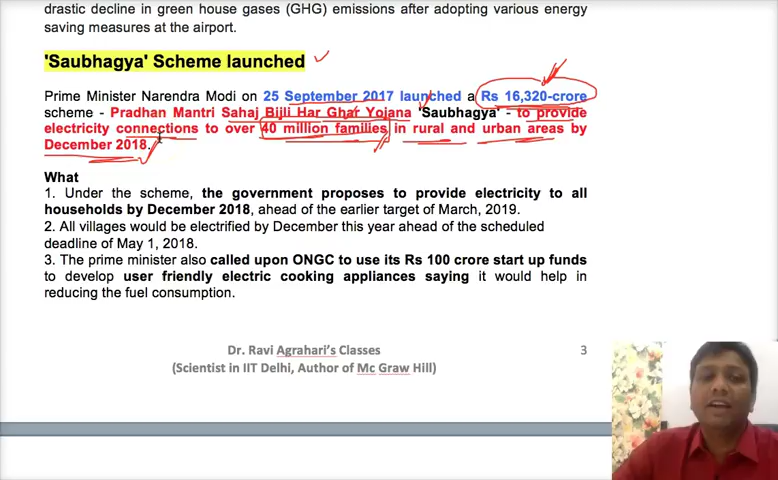 drastic decline in green house gases (GHG) emissions after adopting various energy
saving measures at the airport.
'Saubhagya' Scheme launched
Prime Minister Narendra Modi on 25 September 2017 launched a Rs 16,320-crore
scheme - Pradhan Mantri Sahaj Bijli Har Ghar Yojana 'Saubhagya' - to provide
electricity connections to over 40 million families in rural and urban areas by
December 2018.
What
1. Under the scheme, the government proposes to provide electricity to all
households by December 2018, ahead of the earlier target of March, 2019.
2. All villages would be electrified by December this year ahead of the scheduled
deadline of May 1, 2018.
3. The prime minister also called upon ONGC to use its Rs 100 crore start up funds
to develop user friendly electric cooking appliances saying it would help in
reducing the fuel consumption.
Dr. Ravi Agrahari's Classes
3
(Scientist in IIT Delhi, Author of Mc Graw Hill)